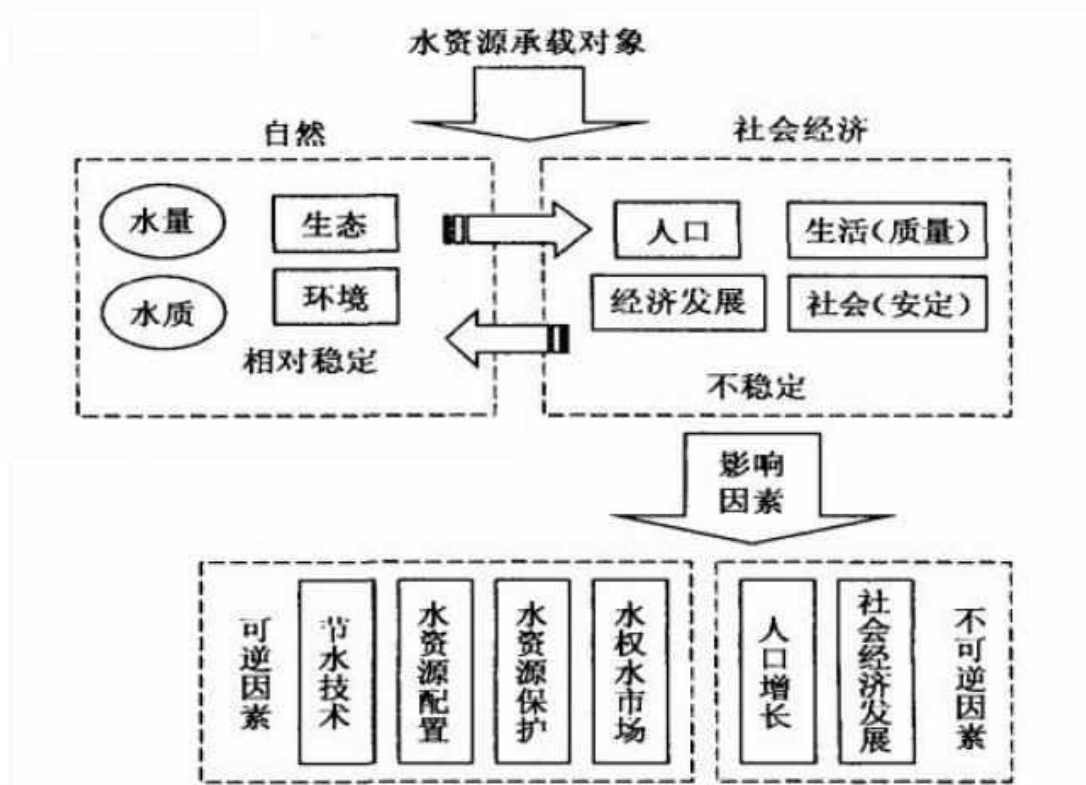 水资源承载对象
自然
社会经济
水量
生态
水质
环境
相对稳定
人口
生活(质量)
经济发展
社会(安定)
不稳定
影响
因素
可逆因素
节水技术
水资源配置
水资源保护
水权水市场
人口增长
社会经济发展
不可逆因素